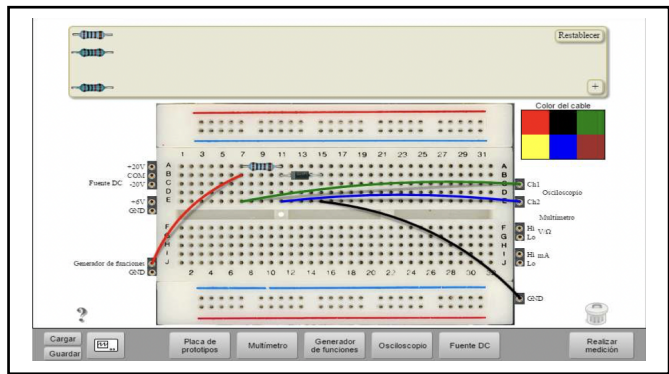 Restablecer
+
Color del cable
1 3 5 7 9 11 13 15 17 19 21 23 25 27 29 31
A A
B B
C C
D D
E E
+20V
COM
-20V
Fuente DC
+6V
GND
Ch1
Osciloscopio
Ch2
Multímetro
Hi V/Ω
Lo
Hi mA
Lo
F F
G G
H H
I I
J J
Generador de funciones
GND
2 4 6 8 10 12 14 16 18 20 22 24 26 28 30 32
GND
?
Cargar
Guardar
Placa de
prototipos
Multímetro
Generador
de funciones
Osciloscopio
Fuente DC
Realizar
medición